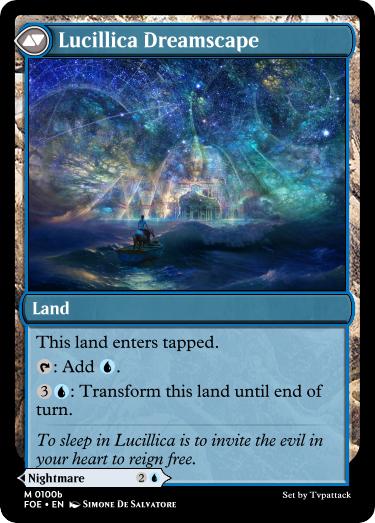 Lucillica Dreamscape
Land
This land enters tapped.
: Add .
3 : Transform this land until end of
turn.
To sleep in Lucillica is to invite the evil in
your heart to reign free.
Nightmare 2
M 0100b
FOE • EN Simone De Salvatore
Set by Tvpattack